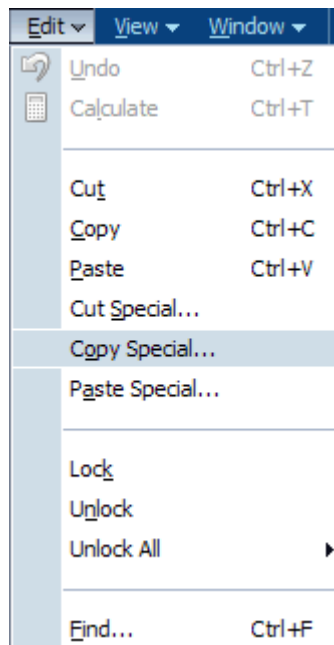 Edit View Window
Undo Ctrl+Z
Calculate Ctrl+T
Cut Ctrl+X
Copy Ctrl+C
Paste Ctrl+V
Cut Special...
Copy Special...
Paste Special...
Lock
Unlock
Unlock All
Find... Ctrl+F